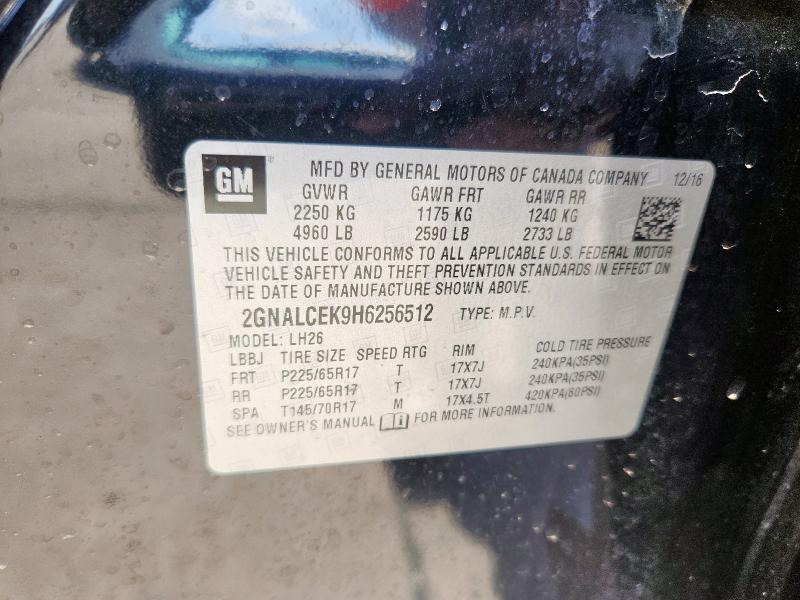 GM® MFD BY GENERAL MOTORS OF CANADA COMPANY 12/16
GVWR GAWR FRT GAWR RR
2250 KG 1175 KG 1240 KG
4960 LB 2590 LB 2733 LB
THIS VEHICLE CONFORMS TO ALL APPLICABLE U.S. FEDERAL MOTOR
VEHICLE SAFETY AND THEFT PREVENTION STANDARDS IN EFFECT ON
THE DATE OF MANUFACTURE SHOWN ABOVE.
2GNALCEK9H6256512 TYPE: M.P.V.
MODEL: LH26
LBBJ TIRE SIZE SPEED RTG RIM COLD TIRE PRESSURE
FRT P225/65R17 T 17X7J 240KPA(35PSI)
RR P225/65R17 T 17X7J 240KPA(35PSI)
SPA T145/70R17 M 17X4.5T 420KPA(60PSI)
SEE OWNER'S MANUAL FOR MORE INFORMATION.